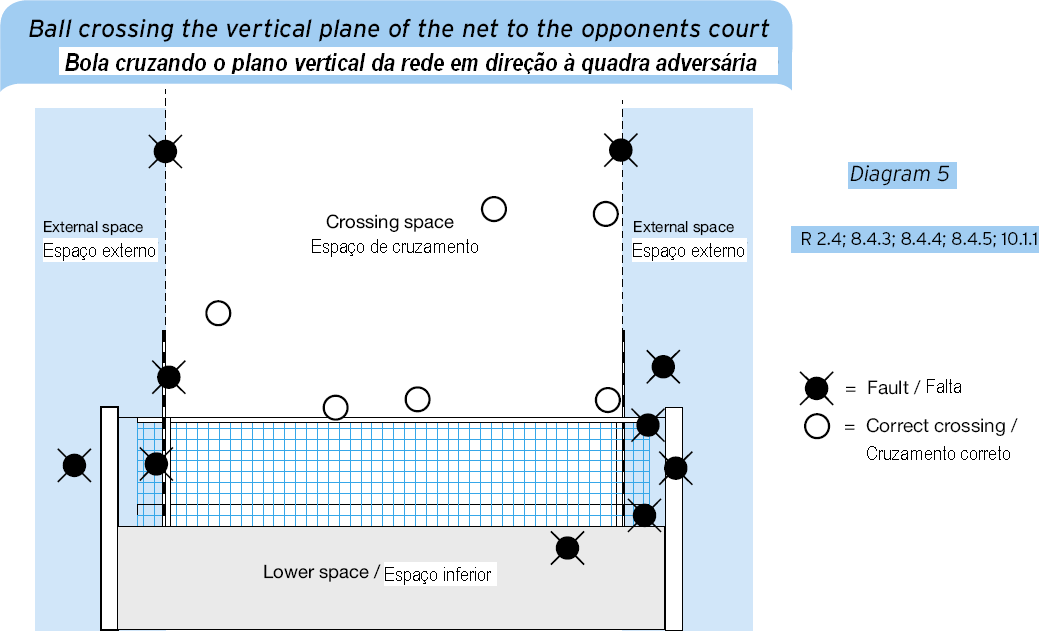 Ball crossing the vertical plane of the net to the opponents court
Bola cruzando o plano vertical da rede em direção à quadra adversária
Diagram 5
R 2.4; 8.4.3; 8.4.4; 8.4.5; 10.1.1
External space
Espaço externo
Crossing space
Espaço de cruzamento
External space
Espaço externo
= Fault / Falta
= Correct crossing /
Cruzamento correto
Lower space / Espaço inferior